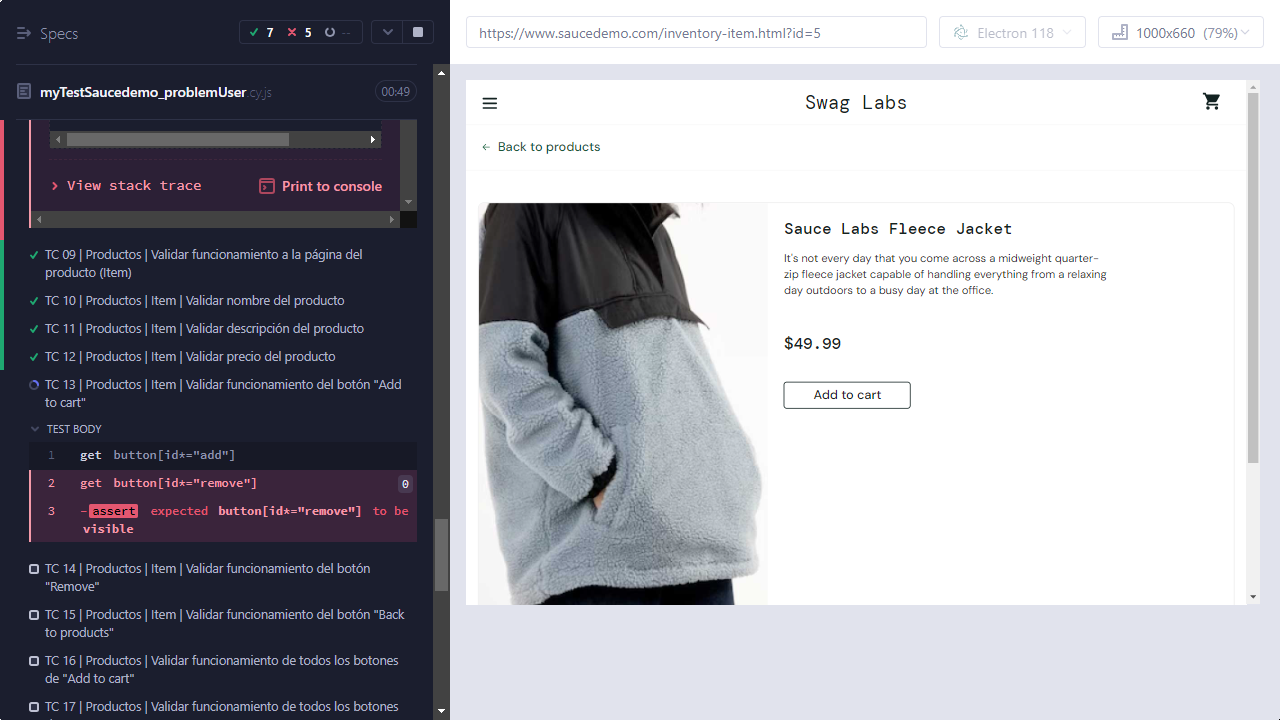 Specs
7
5
--
myTestSaucedemo_problemUser.cy.js
00:49
View stack trace
Print to console
TC 09 | Productos | Validar funcionamiento a la página del
producto (Item)
TC 10 | Productos | Item | Validar nombre del producto
TC 11 | Productos | Item | Validar descripción del producto
TC 12 | Productos | Item | Validar precio del producto
TC 13 | Productos | Item | Validar funcionamiento del botón "Add
to cart"
TEST BODY
1 get button[id*="add"]
2 get button[id*="remove"] 0
3 -assert expected button[id*="remove"] to be
visible
TC 14 | Productos | Item | Validar funcionamiento del botón
"Remove"
TC 15 | Productos | Item | Validar funcionamiento del botón "Back
to products"
TC 16 | Productos | Validar funcionamiento de todos los botones
de "Add to cart"
TC 17 | Productos | Validar funcionamiento de todos los botones
https://www.saucedemo.com/inventory-item.html?id=5
Electron 118
1000x660 (79%)
Swag Labs
Back to products
Sauce Labs Fleece Jacket
It's not every day that you come across a midweight quarter-
zip fleece jacket capable of handling everything from a relaxing
day outdoors to a busy day at the office.
$49.99
Add to cart